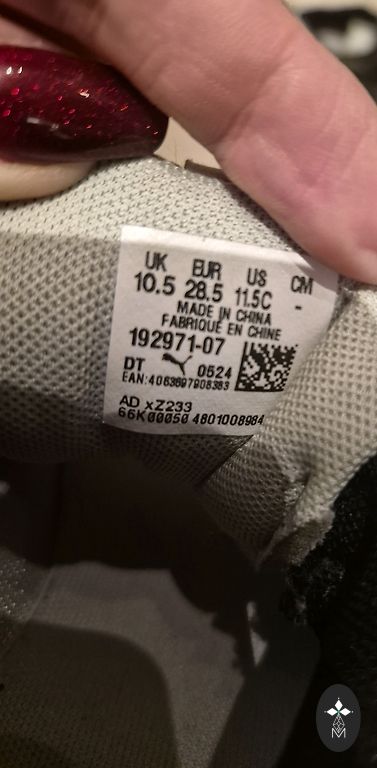 UK EUR US CM
10.5 28.5 11.5C -
MADE IN CHINA
FABRIQUÉ EN CHINE
192971-07
DT 0524
EAN:4063697908383
AD xZ233
66K00050 4801008984
M